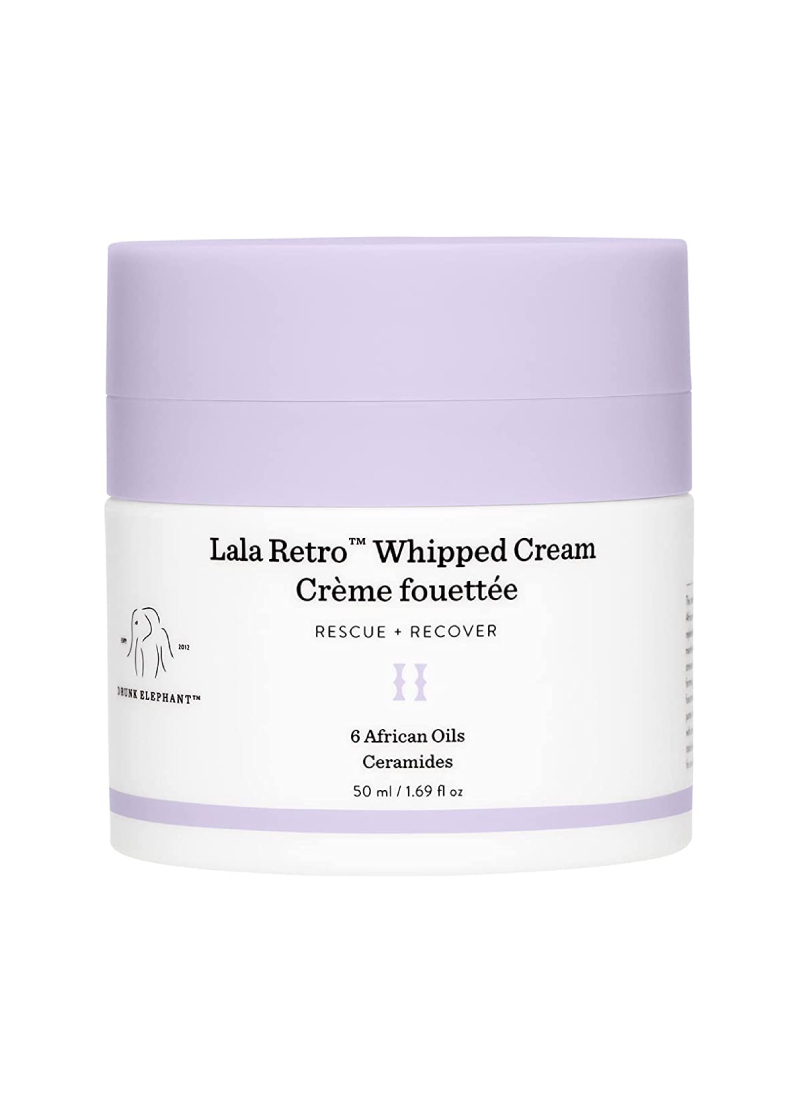 Lala Retro™ Whipped Cream
Crème fouettée
RESCUE + RECOVER
2012
DRUNK ELEPHANT™
6 African Oils
Ceramides
50 ml / 1.69 fl oz